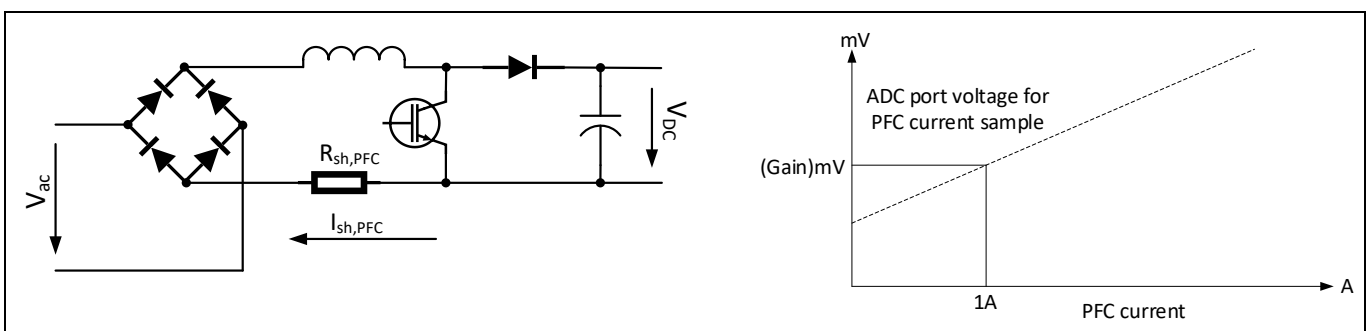 V_ac
R_sh,PFC
I_sh,PFC
V_DC
mV
ADC port voltage for
PFC current sample
(Gain)mV
1A
A
PFC current